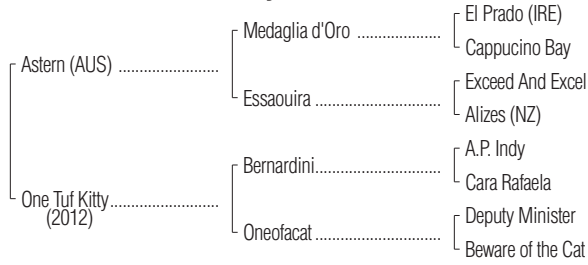 El Prado (IRE)
Medaglia d'Oro ..................
Cappucino Bay
Astern (AUS) ......................
Exceed And Excel
Essaouira ..........................
Alizes (NZ)
A.P. Indy
Bernardini...........................
Cara Rafaela
One Tuf Kitty........................
(2012)
Deputy Minister
Oneofacat ..........................
Beware of the Cat